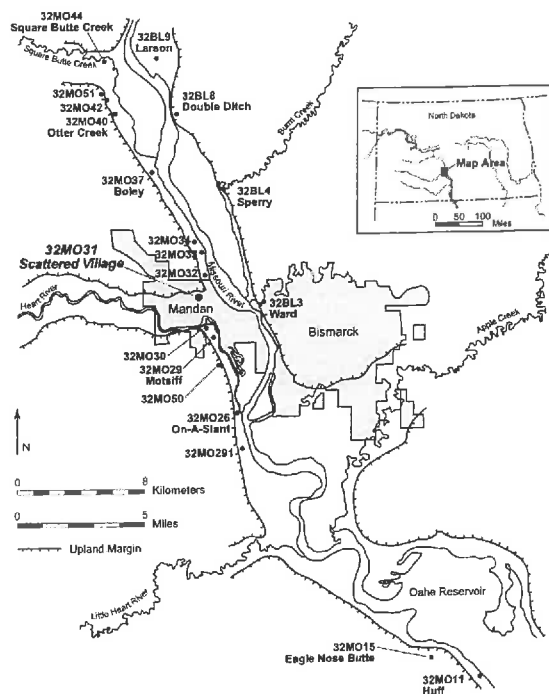 32MO44
Square Butte Creek
Square Butte Creek
32BL9
Larson
32MO51
32MO42
32MO40
Otter Creek
32BL8
Double Ditch
Burnt Creek
North Dakota
Map Area
0 50 100
Miles
32MO37
Boley
32BL4
Sperry
32MO31
Scattered Village
32MO34
32MO33
32MO32
Missouri River
Heart River
Mandan
32BL3
Ward
Bismarck
Apple Creek
32MO30
32MO29
Motsiff
32MO50
32MO26
On-A-Slant
32MO291
N
0 8
Kilometers
0 5
Miles
Upland Margin
Little Heart River
Oahe Reservoir
32MO15
Eagle Nose Butte
32MO11
Huff